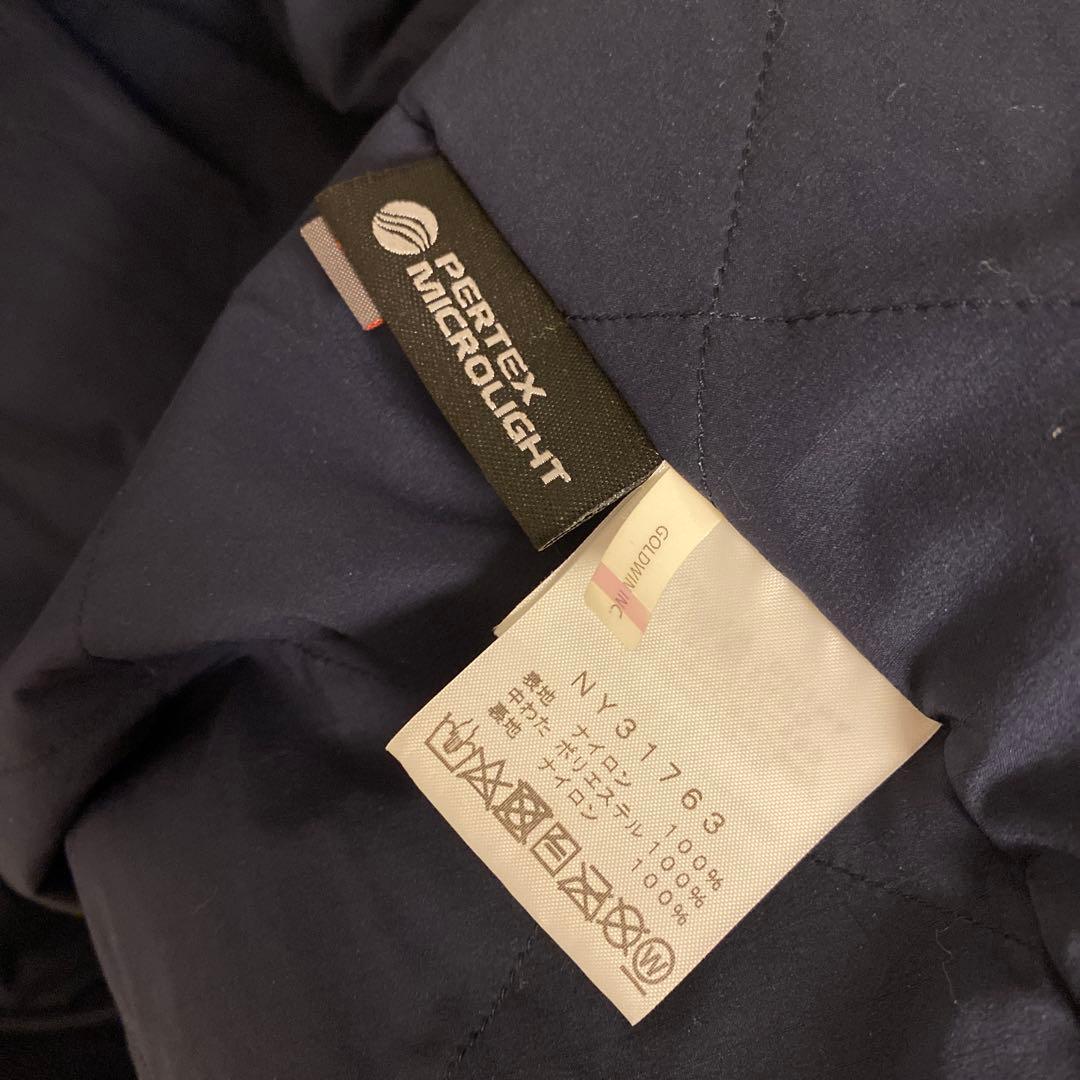 PERTEX
MICROLIGHT
GOLDWIN INC
NY31763
表地 ナイロン 100%
中わた ポリエステル 100%
裏地 ナイロン 100%
W